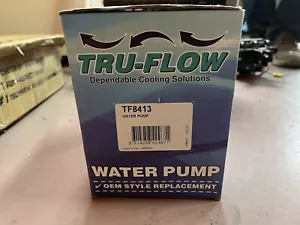 TRU-FLOW
Dependable Cooling Solutions
TF8413
WATER PUMP
WATER PUMP
✓ OEM STYLE REPLACEMENT